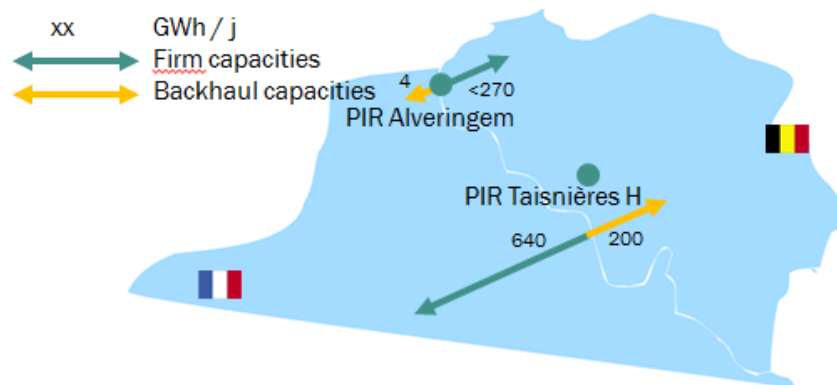 xx GWh / j
Firm capacities
Backhaul capacities
4 <270
PIR Alveringem
PIR Taisnières H
640 200